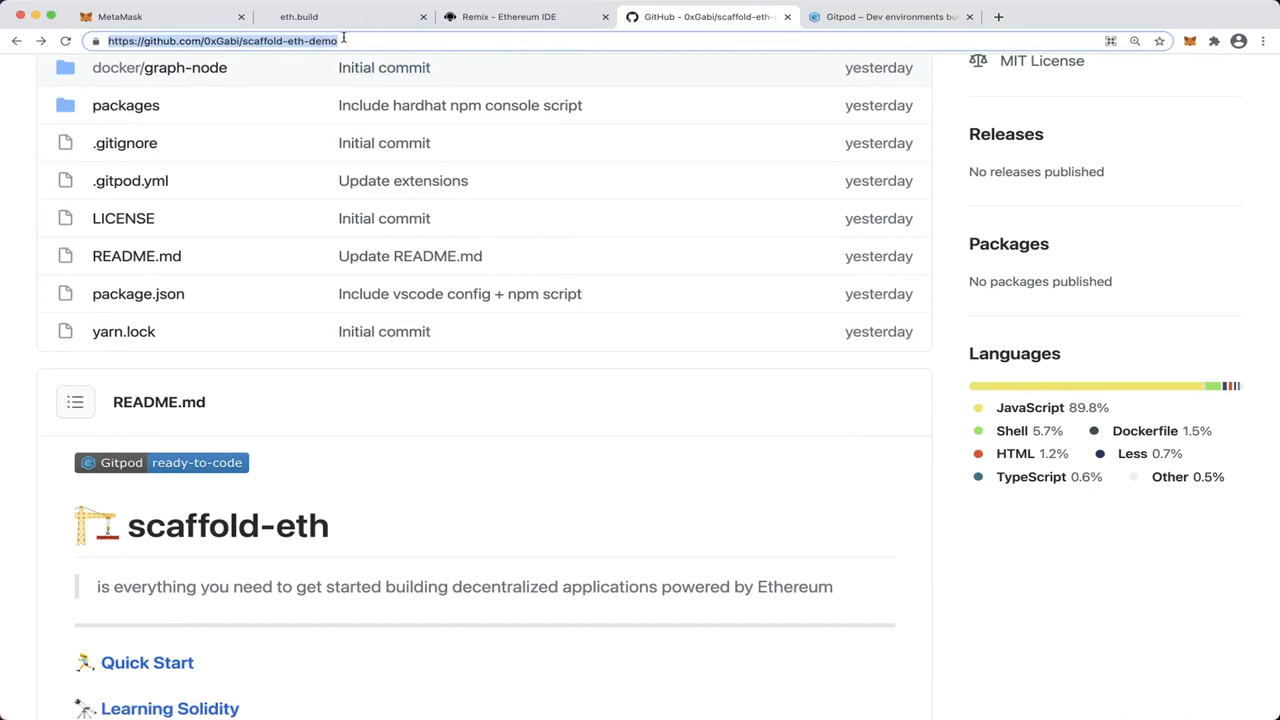 MetaMask
eth.build
Remix - Ethereum IDE
GitHub - 0xGabi/scaffold-eth-
Gitpod – Dev environments bu
https://github.com/0xGabi/scaffold-eth-demo
docker/graph-node Initial commit yesterday
packages Include hardhat npm console script yesterday
.gitignore Initial commit yesterday
.gitpod.yml Update extensions yesterday
LICENSE Initial commit yesterday
README.md Update README.md yesterday
package.json Include vscode config + npm script yesterday
yarn.lock Initial commit yesterday
README.md
Gitpod ready-to-code
scaffold-eth
is everything you need to get started building decentralized applications powered by Ethereum
Quick Start
Learning Solidity
MIT License
Releases
No releases published
Packages
No packages published
Languages
JavaScript 89.8%
Shell 5.7% Dockerfile 1.5%
HTML 1.2% Less 0.7%
TypeScript 0.6% Other 0.5%